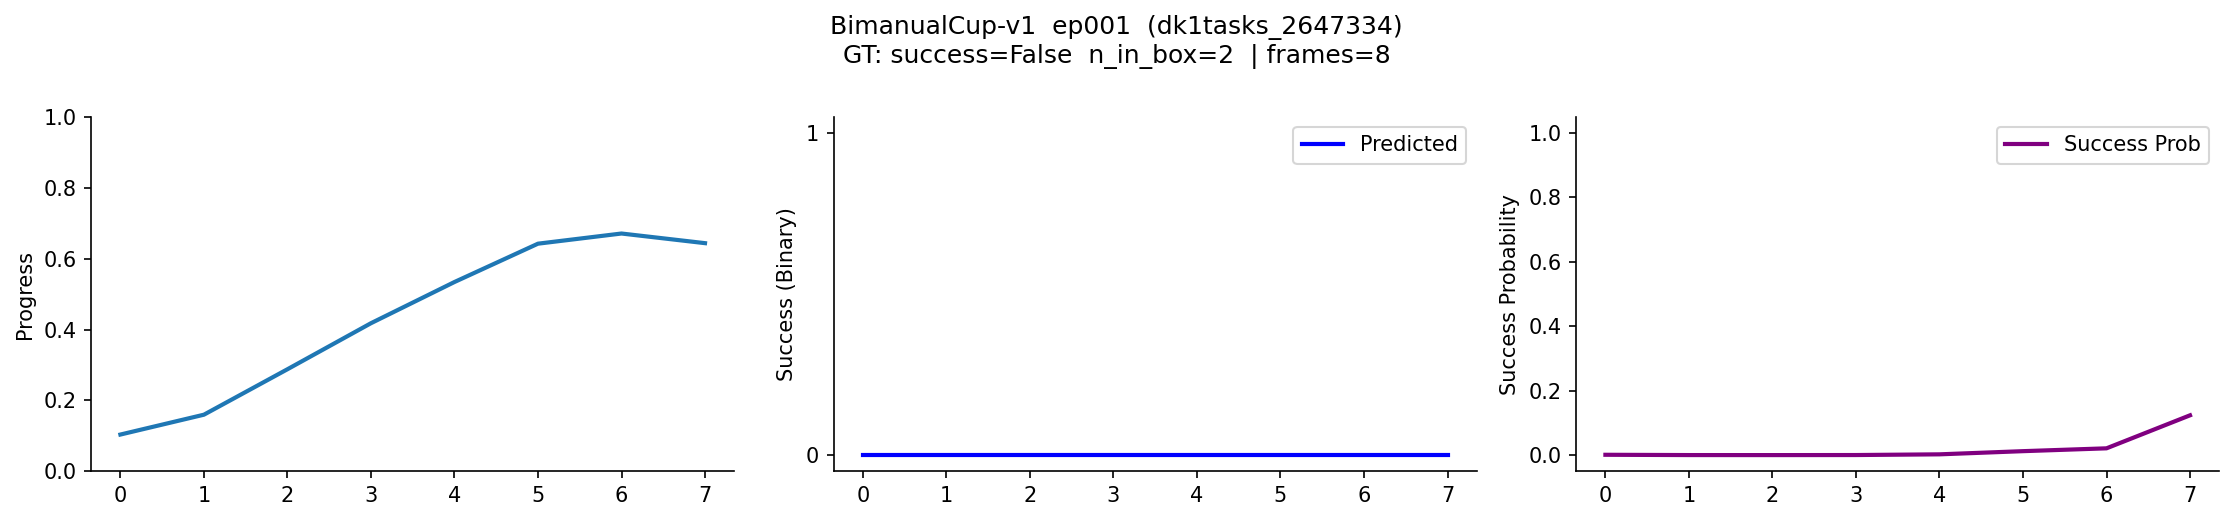 BimanualCup-v1  ep001  (dk1tasks_2647334)
GT: success=False  n_in_box=2  | frames=8
Progress
1.0
0.8
0.6
0.4
0.2
0.0
0 1 2 3 4 5 6 7
Success (Binary)
1
0
Predicted
0 1 2 3 4 5 6 7
Success Probability
1.0
0.8
0.6
0.4
0.2
0.0
Success Prob
0 1 2 3 4 5 6 7